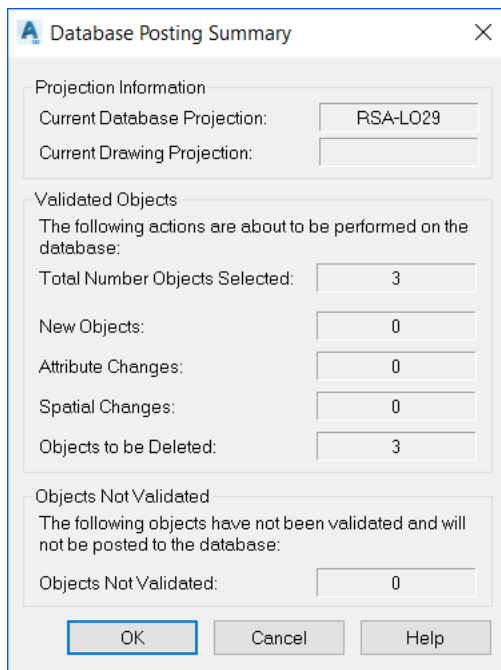 Database Posting Summary
Projection Information
Current Database Projection: RSA-LO29
Current Drawing Projection:
Validated Objects
The following actions are about to be performed on the
database:
Total Number Objects Selected: 3
New Objects: 0
Attribute Changes: 0
Spatial Changes: 0
Objects to be Deleted: 3
Objects Not Validated
The following objects have not been validated and will
not be posted to the database:
Objects Not Validated: 0
OK Cancel Help